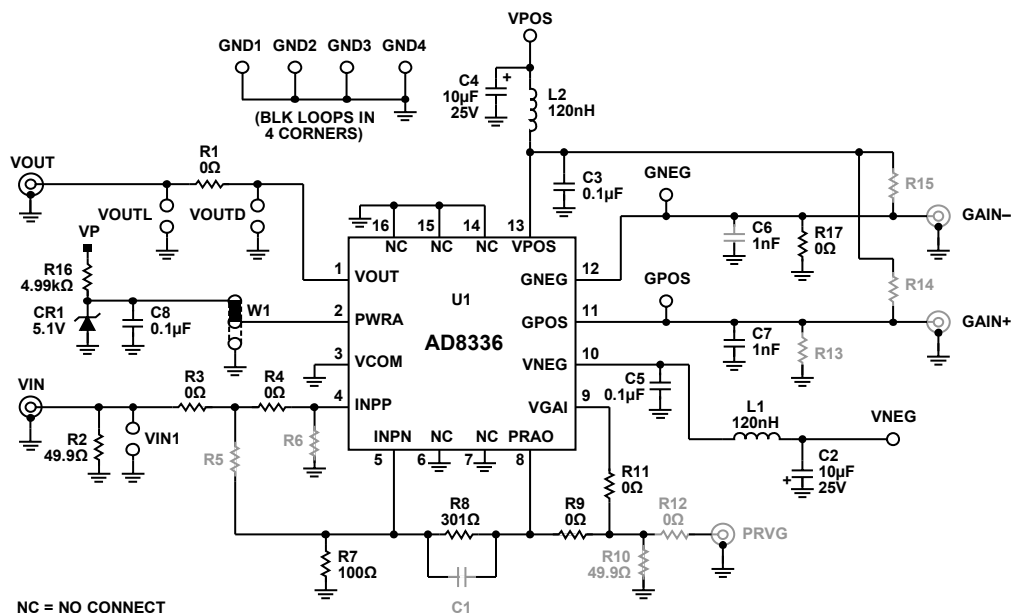 VPOS
GND1 GND2 GND3 GND4
C4
10µF
25V
+
L2
120nH
(BLK LOOPS IN
4 CORNERS)
VOUT
R1
0Ω
C3
0.1µF
GNEG
R15
VOUTL VOUTD
16 15 14 13
NC NC NC VPOS
C6
1nF
R17
0Ω
GAIN–
VP
R16
4.99kΩ
1 VOUT
GNEG 12
U1
GPOS
R14
CR1
5.1V
C8
0.1µF
W1
2 PWRA
AD8336
GPOS 11
C7
1nF
R13
GAIN+
3 VCOM
VNEG 10
VIN
R3
0Ω
R4
0Ω
4 INPP
C5
0.1µF
VGAI 9
L1
120nH
VNEG
R2
49.9Ω
VIN1
R5
R6
INPN NC NC PRAO
5 6 7 8
C2
10µF
25V
+
R11
0Ω
R8
301Ω
R9
0Ω
R12
0Ω
PRVG
R7
100Ω
R10
49.9Ω
C1
NC = NO CONNECT